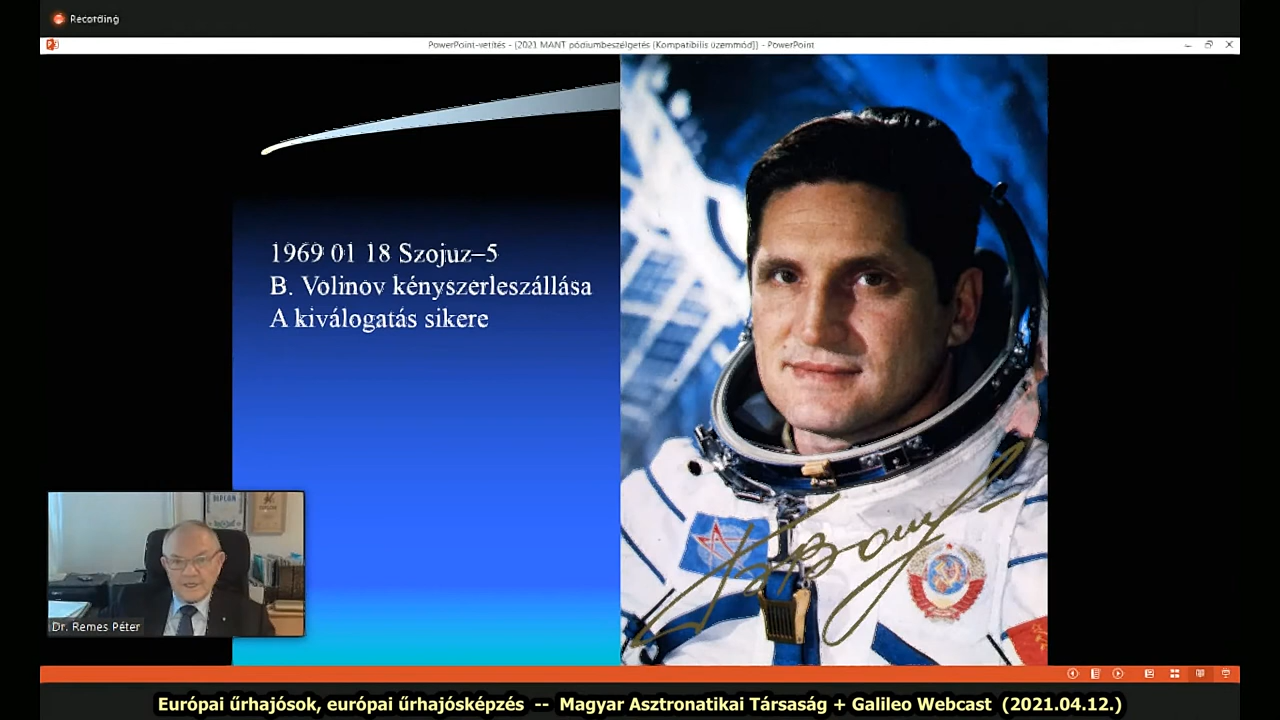 Recording
PowerPoint-vetítés - (2021 MANT pódiumbeszélgetés [Kompatibilis üzemmód]) - PowerPoint
1969 01 18 Szojuz–5
B. Volinov kényszerleszállása
A kiválogatás sikere
DIPLOM
Dr. Remes Péter
Európai űrhajósok, európai űrhajósképzés -- Magyar Asztronatikai Társaság + Galileo Webcast (2021.04.12.)